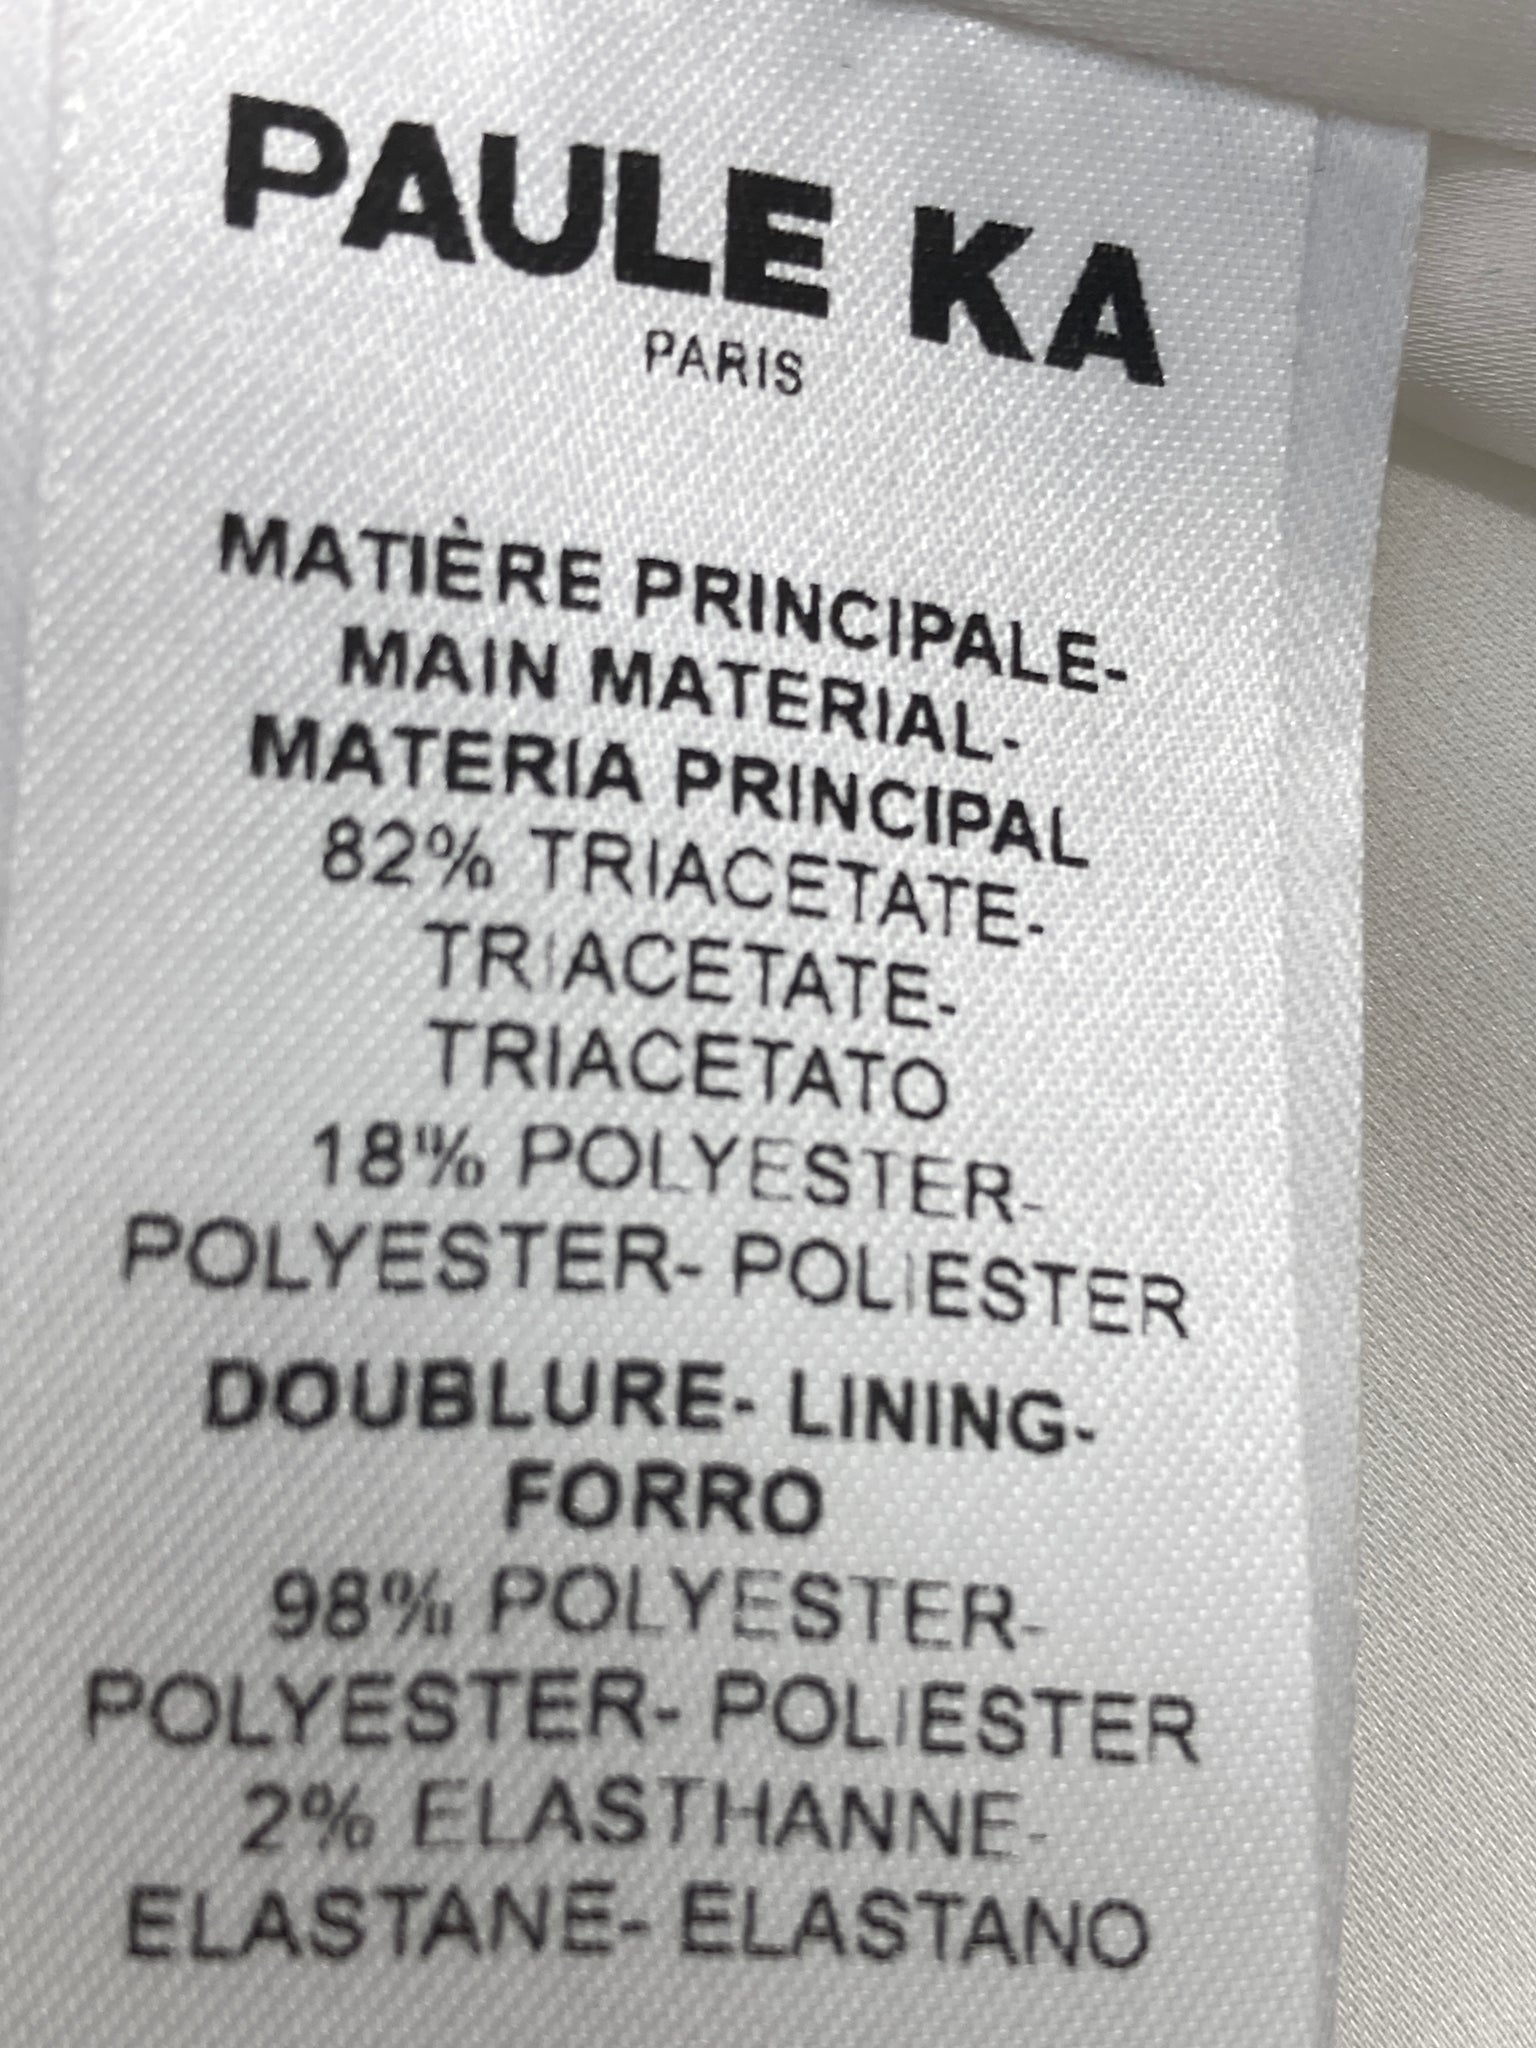 PAULE KA
PARIS
MATIÈRE PRINCIPALE-
MAIN MATERIAL-
MATERIA PRINCIPAL
82% TRIACETATE-
TRIACETATE-
TRIACETATO
18% POLYESTER-
POLYESTER- POLIESTER
DOUBLURE- LINING-
FORRO
98% POLYESTER-
POLYESTER- POLIESTER
2% ELASTHANNE-
ELASTANE- ELASTANO